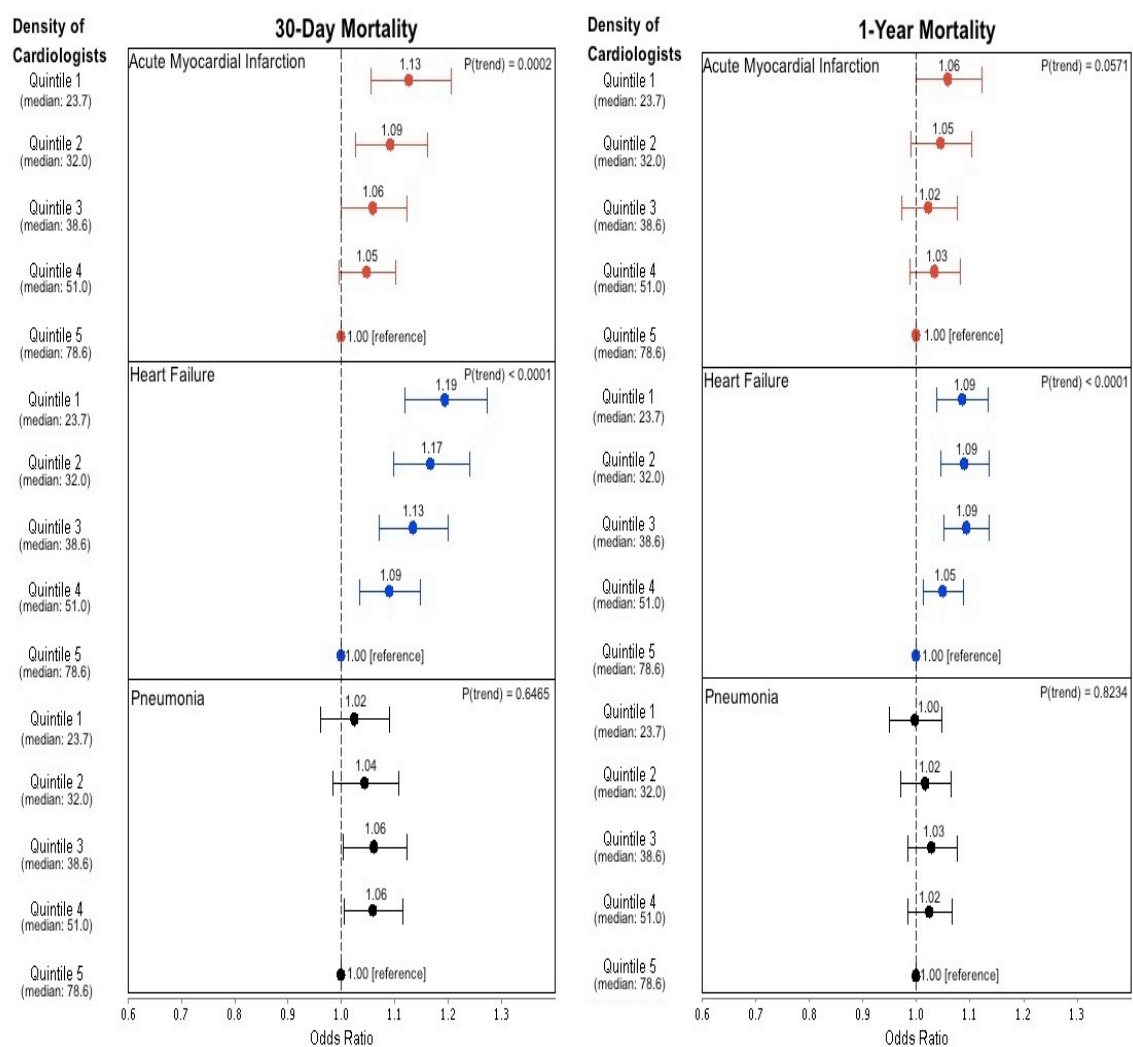 30-Day Mortality
Density of
Cardiologists
Acute Myocardial Infarction
P(trend) = 0.0002
Quintile 1
(median: 23.7)
1.13
Quintile 2
(median: 32.0)
1.09
Quintile 3
(median: 38.6)
1.06
Quintile 4
(median: 51.0)
1.05
Quintile 5
(median: 78.6)
1.00 [reference]
Heart Failure
P(trend) < 0.0001
Quintile 1
(median: 23.7)
1.19
Quintile 2
(median: 32.0)
1.17
Quintile 3
(median: 38.6)
1.13
Quintile 4
(median: 51.0)
1.09
Quintile 5
(median: 78.6)
1.00 [reference]
Pneumonia
P(trend) = 0.6465
Quintile 1
(median: 23.7)
1.02
Quintile 2
(median: 32.0)
1.04
Quintile 3
(median: 38.6)
1.06
Quintile 4
(median: 51.0)
1.06
Quintile 5
(median: 78.6)
1.00 [reference]
0.6 0.7 0.8 0.9 1.0 1.1 1.2 1.3
Odds Ratio
1-Year Mortality
Density of
Cardiologists
Acute Myocardial Infarction
P(trend) = 0.0571
Quintile 1
(median: 23.7)
1.06
Quintile 2
(median: 32.0)
1.05
Quintile 3
(median: 38.6)
1.02
Quintile 4
(median: 51.0)
1.03
Quintile 5
(median: 78.6)
1.00 [reference]
Heart Failure
P(trend) < 0.0001
Quintile 1
(median: 23.7)
1.09
Quintile 2
(median: 32.0)
1.09
Quintile 3
(median: 38.6)
1.09
Quintile 4
(median: 51.0)
1.05
Quintile 5
(median: 78.6)
1.00 [reference]
Pneumonia
P(trend) = 0.8234
Quintile 1
(median: 23.7)
1.00
Quintile 2
(median: 32.0)
1.02
Quintile 3
(median: 38.6)
1.03
Quintile 4
(median: 51.0)
1.02
Quintile 5
(median: 78.6)
1.00 [reference]
0.6 0.7 0.8 0.9 1.0 1.1 1.2 1.3
Odds Ratio